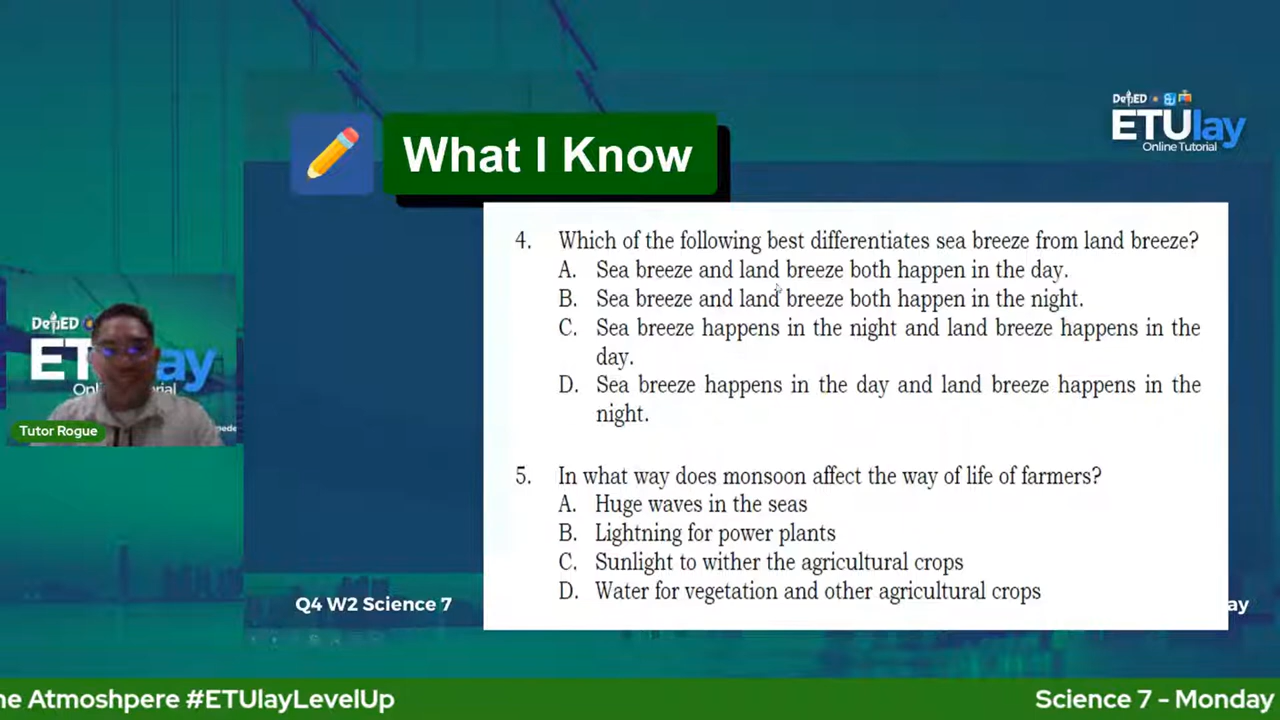 DepED
ETUlay
Online Tutorial
What I Know
4. Which of the following best differentiates sea breeze from land breeze?
A. Sea breeze and land breeze both happen in the day.
B. Sea breeze and land breeze both happen in the night.
C. Sea breeze happens in the night and land breeze happens in the
day.
D. Sea breeze happens in the day and land breeze happens in the
night.
5. In what way does monsoon affect the way of life of farmers?
A. Huge waves in the seas
B. Lightning for power plants
C. Sunlight to wither the agricultural crops
D. Water for vegetation and other agricultural crops
DepED
Tutor Rogue
Q4 W2 Science 7
ay
ne Atmoshpere #ETUlayLevelUp
Science 7 - Monday